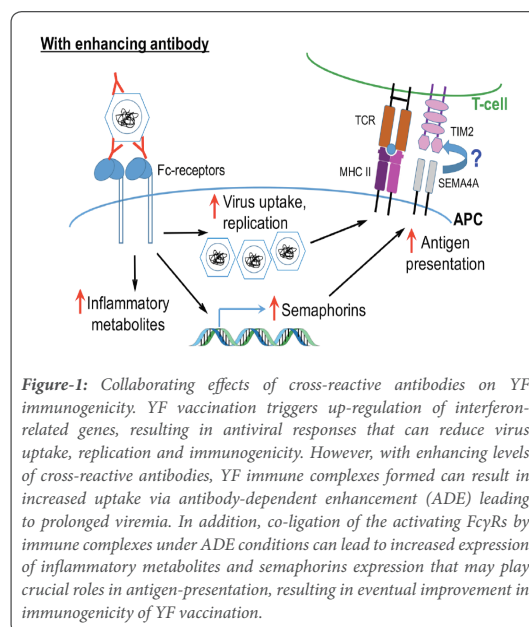 With enhancing antibody
T-cell
TCR
TIM2
?
Fc-receptors
MHC II
SEMA4A
Virus uptake,
replication
APC
Antigen
presentation
Inflammatory
metabolites
Semaphorins
Figure-1: Collaborating effects of cross-reactive antibodies on YF
immunogenicity. YF vaccination triggers up-regulation of interferon-
related genes, resulting in antiviral responses that can reduce virus
uptake, replication and immunogenicity. However, with enhancing levels
of cross-reactive antibodies, YF immune complexes formed can result in
increased uptake via antibody-dependent enhancement (ADE) leading
to prolonged viremia. In addition, co-ligation of the activating FcγRs by
immune complexes under ADE conditions can lead to increased expression
of inflammatory metabolites and semaphorins expression that may play
crucial roles in antigen-presentation, resulting in eventual improvement in
immunogenicity of YF vaccination.